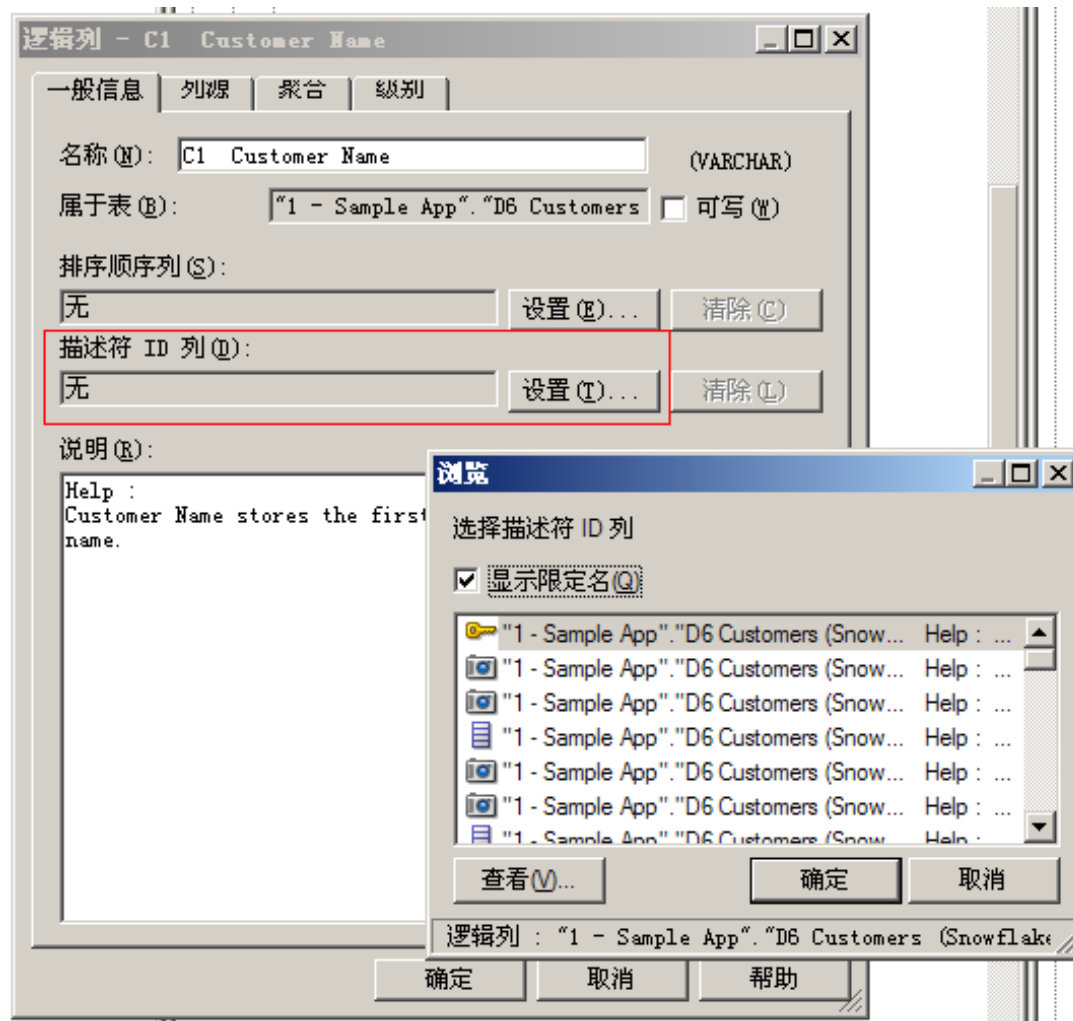 逻辑列 - C1  Customer Name
一般信息 列源 聚合 级别
名称(N): C1  Customer Name (VARCHAR)
属于表(B): "1 - Sample App"."D6 Customers 可写(W)
排序顺序列(S):
无 设置(E)... 清除(C)
描述符 ID 列(D):
无 设置(T)... 清除(L)
说明(R):
Help :
Customer Name stores the first
name.
浏览
选择描述符 ID 列
显示限定名(Q)
"1 - Sample App"."D6 Customers (Snow... Help : ...
"1 - Sample App"."D6 Customers (Snow... Help : ...
"1 - Sample App"."D6 Customers (Snow... Help : ...
"1 - Sample App"."D6 Customers (Snow... Help : ...
"1 - Sample App"."D6 Customers (Snow... Help : ...
"1 - Sample App"."D6 Customers (Snow... Help : ...
"1 - Sample App"."D6 Customers (Snow... Help : ...
查看(V)... 确定 取消
逻辑列 : "1 - Sample App"."D6 Customers (Snowflake
确定 取消 帮助